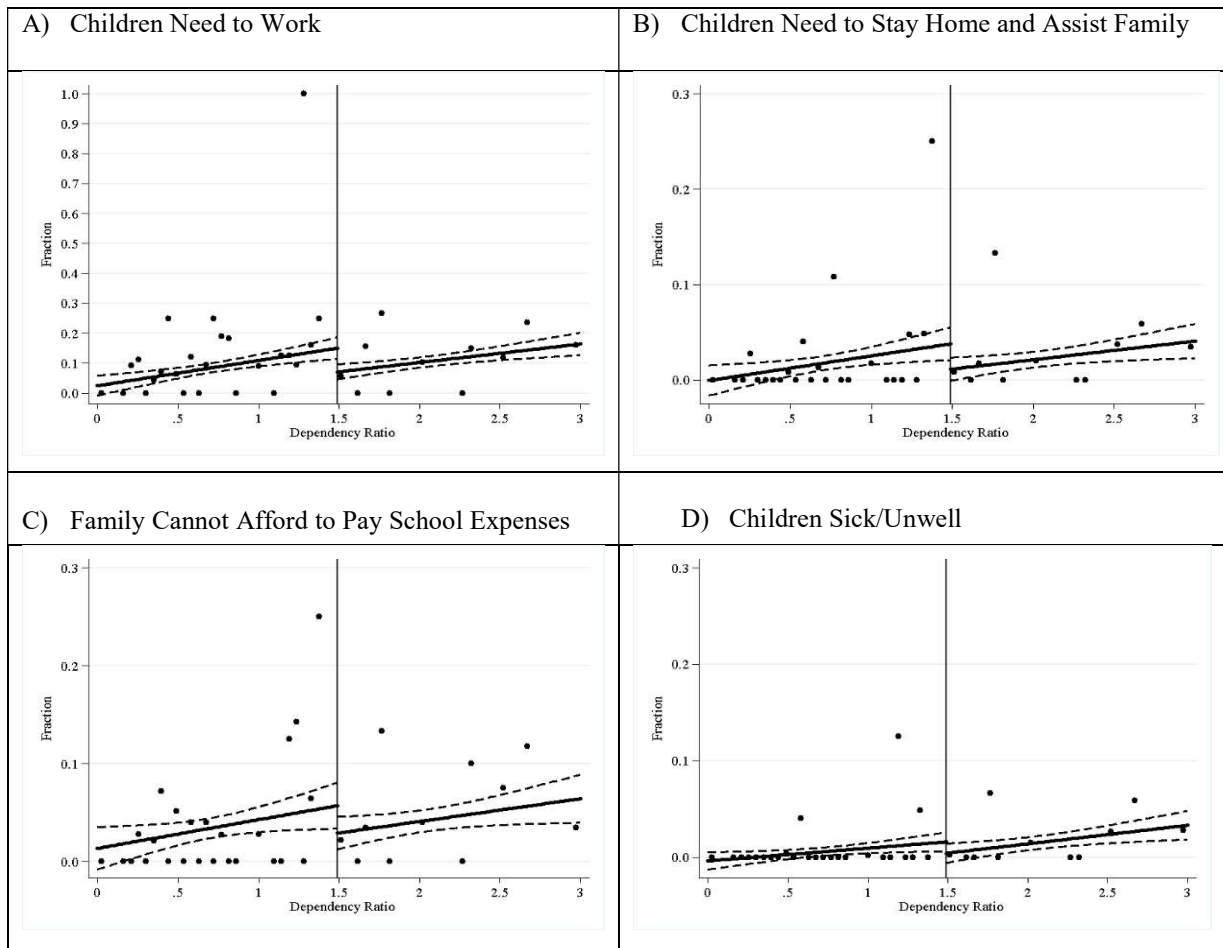 A) Children Need to Work
B) Children Need to Stay Home and Assist Family
1.0
0.9
0.8
0.7
0.6
0.5
0.4
0.3
0.2
0.1
0.0
Fraction
0 .5 1 1.5 2 2.5 3
Dependency Ratio
0.3
0.2
0.1
0.0
Fraction
0 .5 1 1.5 2 2.5 3
Dependency Ratio
C) Family Cannot Afford to Pay School Expenses
D) Children Sick/Unwell
0.3
0.2
0.1
0.0
Fraction
0 .5 1 1.5 2 2.5 3
Dependency Ratio
0.3
0.2
0.1
0.0
Fraction
0 .5 1 1.5 2 2.5 3
Dependency Ratio